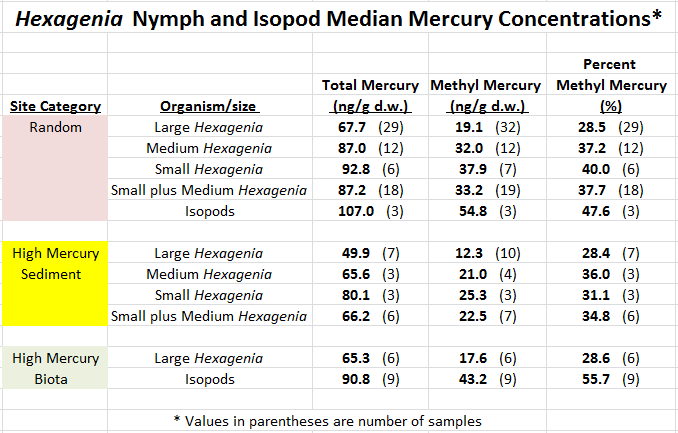 Hexagenia Nymph and Isopod Median Mercury Concentrations*
Percent
Total Mercury Methyl Mercury Methyl Mercury
Site Category Organism/size (ng/g d.w.) (ng/g d.w.) (%)
Random Large Hexagenia 67.7 (29) 19.1 (32) 28.5 (29)
Medium Hexagenia 87.0 (12) 32.0 (12) 37.2 (12)
Small Hexagenia 92.8 (6) 37.9 (7) 40.0 (6)
Small plus Medium Hexagenia 87.2 (18) 33.2 (19) 37.7 (18)
Isopods 107.0 (3) 54.8 (3) 47.6 (3)
High Mercury Large Hexagenia 49.9 (7) 12.3 (10) 28.4 (7)
Sediment Medium Hexagenia 65.6 (3) 21.0 (4) 36.0 (3)
Small Hexagenia 80.1 (3) 25.3 (3) 31.1 (3)
Small plus Medium Hexagenia 66.2 (6) 22.5 (7) 34.8 (6)
High Mercury Large Hexagenia 65.3 (6) 17.6 (6) 28.6 (6)
Biota Isopods 90.8 (9) 43.2 (9) 55.7 (9)
* Values in parentheses are number of samples